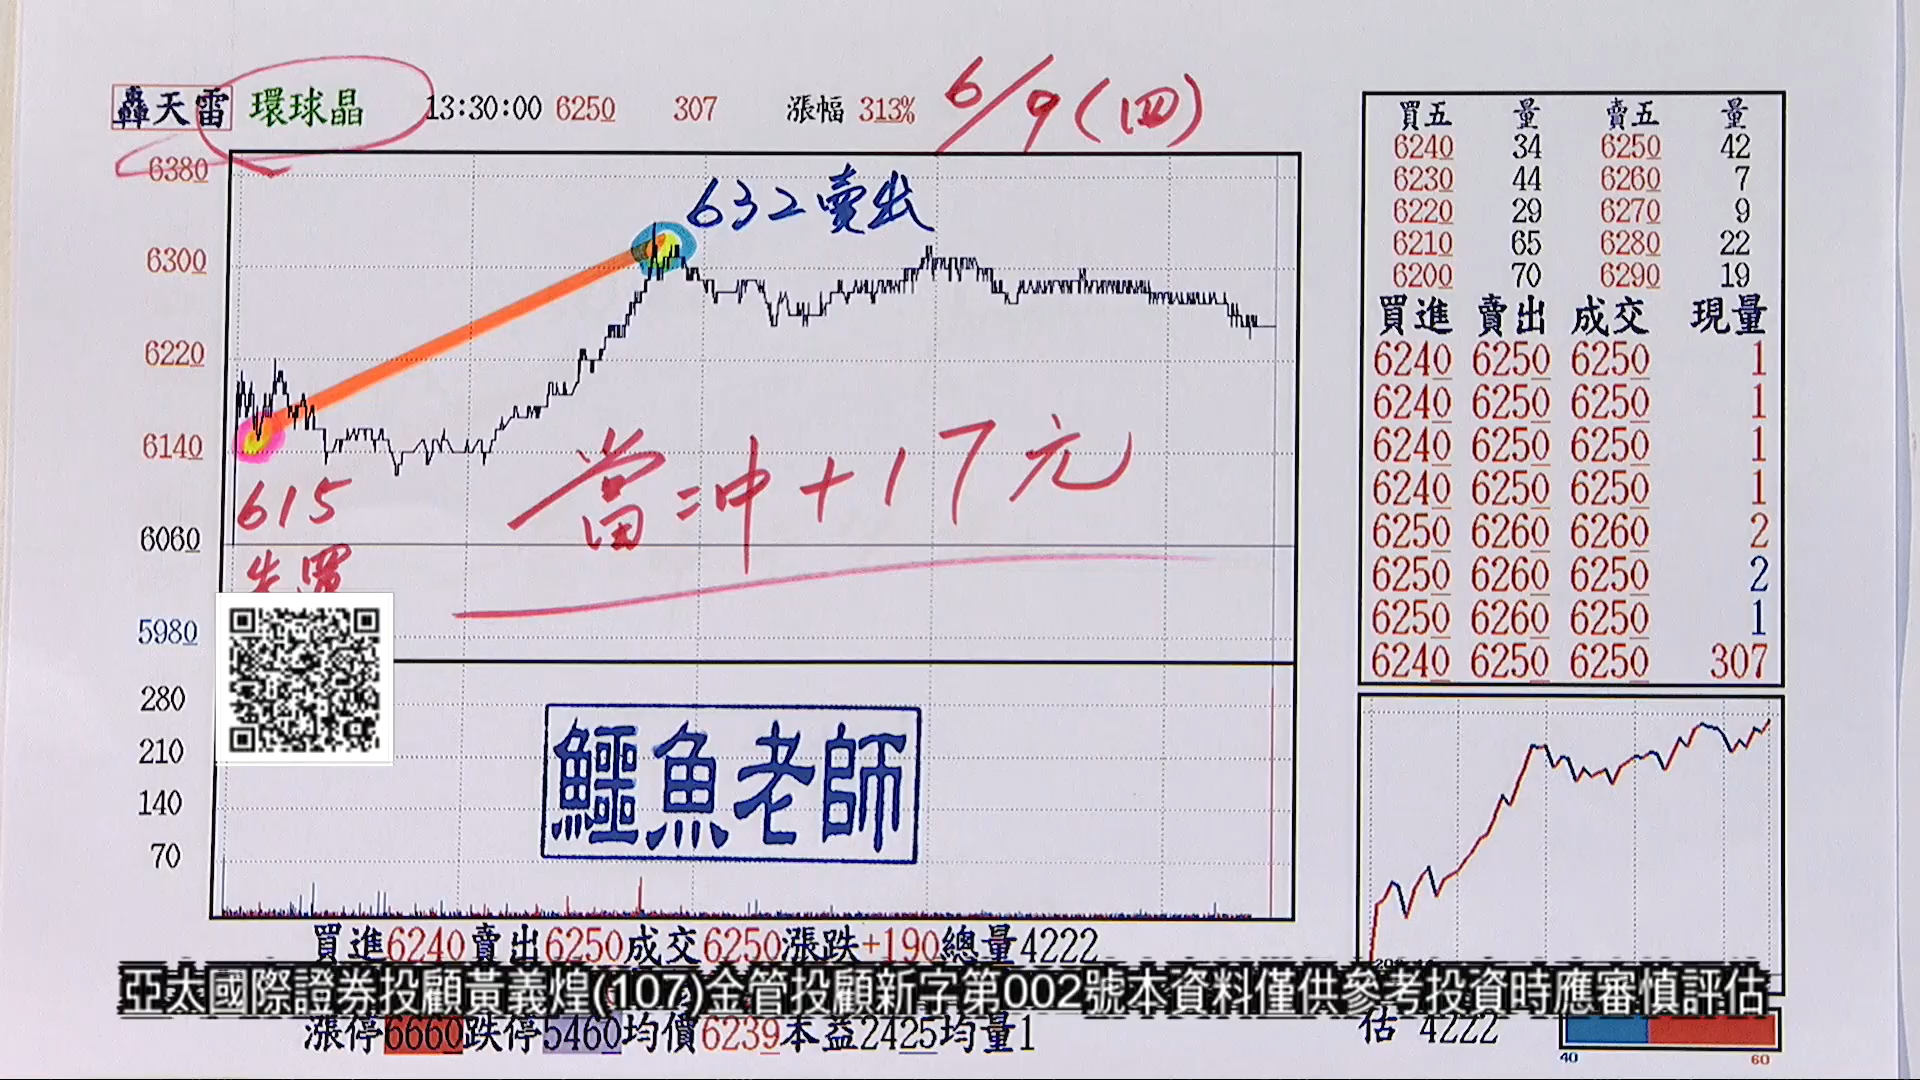 轟天雷 環球晶 13:30:00 6250 307 漲幅 313% 6/9(四)
6380
6300
6220
6140
6060
5980
280
210
140
70
632賣出
615
先買
當冲+17元
鱷魚老師
買五 量 賣五 量
6240 34 6250 42
6230 44 6260 7
6220 29 6270 9
6210 65 6280 22
6200 70 6290 19
買進 賣出 成交 現量
6240 6250 6250 1
6240 6250 6250 1
6240 6250 6250 1
6240 6250 6250 1
6250 6260 6260 2
6250 6260 6250 2
6250 6260 6250 1
6240 6250 6250 307
買進6240賣出6250成交6250漲跌+190總量4222
亞太國際證券投顧黃義煌(107)金管投顧新字第002號本資料僅供參考投資時應審慎評估
漲停6660跌停5460均價6239本益2425均量1
估 4222
40 60